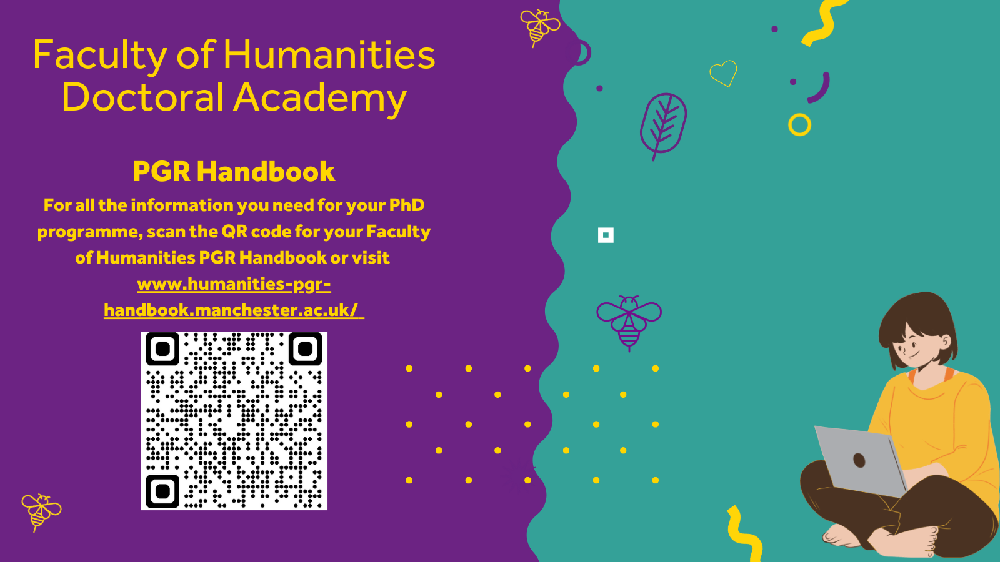 Faculty of Humanities
Doctoral Academy
PGR Handbook
For all the information you need for your PhD
programme, scan the QR code for your Faculty
of Humanities PGR Handbook or visit
www.humanities-pgr-
handbook.manchester.ac.uk/